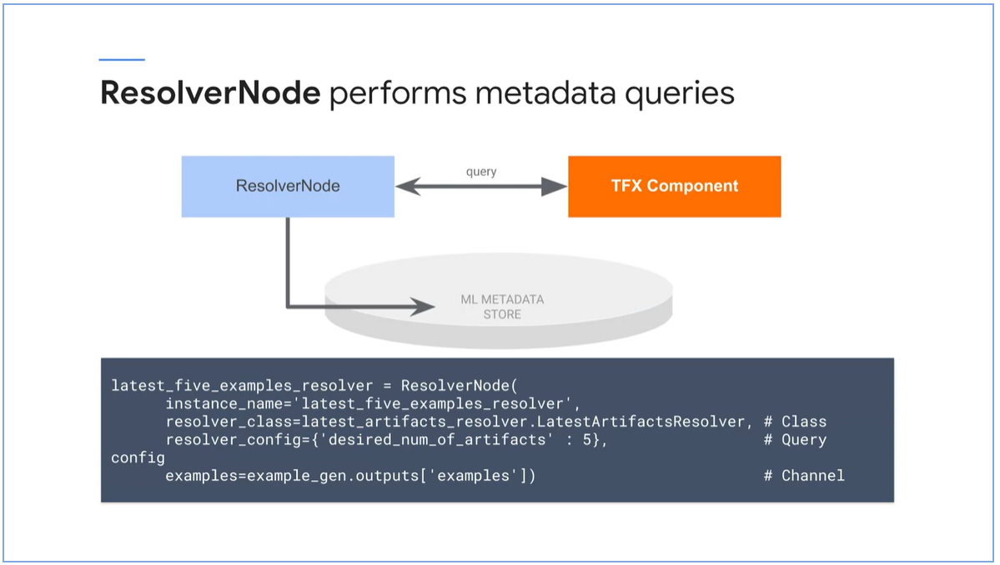 ResolverNode performs metadata queries
ResolverNode
query
TFX Component
ML METADATA
STORE
latest_five_examples_resolver = ResolverNode(
      instance_name='latest_five_examples_resolver',
      resolver_class=latest_artifacts_resolver.LatestArtifactsResolver, # Class
      resolver_config={'desired_num_of_artifacts' : 5},                 # Query
config
      examples=example_gen.outputs['examples'])                         # Channel